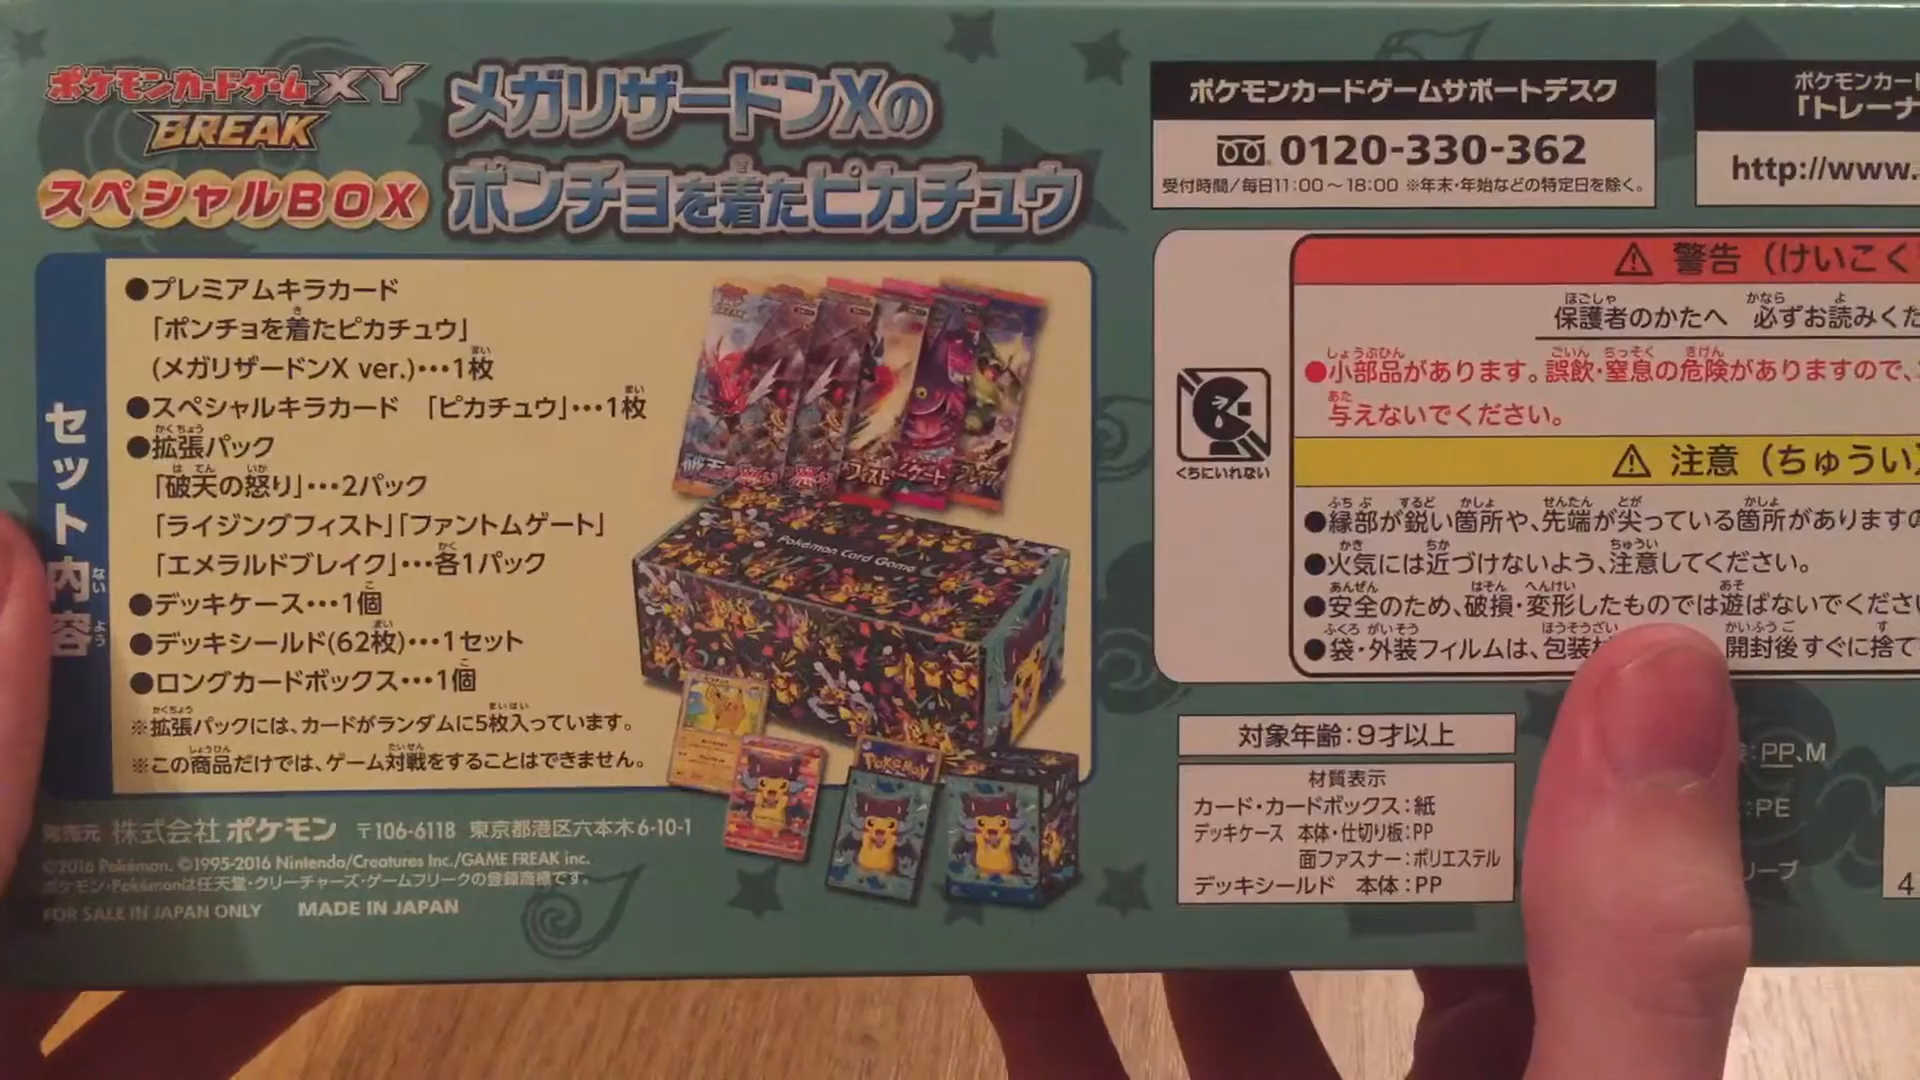 ポケモンカードゲームXY
BREAK
スペシャルBOX
メガリザードンXの
ポンチョを着たピカチュウ
セット内容
●プレミアムキラカード
「ポンチョを着たピカチュウ」
(メガリザードンX ver.)・・・1枚
●スペシャルキラカード 「ピカチュウ」・・・1枚
●拡張パック
「破天の怒り」・・・2パック
「ライジングフィスト」「ファントムゲート」
「エメラルドブレイク」・・・各1パック
●デッキケース・・・1個
●デッキシールド(62枚)・・・1セット
●ロングカードボックス・・・1個
※拡張パックには、カードがランダムに5枚入っています。
※この商品だけでは、ゲーム対戦をすることはできません。
Pokémon Card Game
発売元 株式会社ポケモン 〒106-6118 東京都港区六本木6-10-1
©2016 Pokémon. ©1995-2016 Nintendo/Creatures Inc./GAME FREAK inc.
ポケモン・Pokémonは任天堂・クリーチャーズ・ゲームフリークの登録商標です。
FOR SALE IN JAPAN ONLY MADE IN JAPAN
ポケモンカードゲームサポートデスク
0120-330-362
受付時間/毎日11:00～18:00 ※年末・年始などの特定日を除く。
ポケモンカー
「トレーナ
http://www.
くちにいれない
警告(けいこく
保護者のかたへ 必ずお読みくだ
●小部品があります。誤飲・窒息の危険がありますので、
与えないでください。
注意(ちゅうい)
●縁部が鋭い箇所や、先端が尖っている箇所がありますの
●火気には近づけないよう、注意してください。
●安全のため、破損・変形したものでは遊ばないでくださ
●袋・外装フィルムは、包装 開封後すぐに捨て
対象年齢:9才以上
材質表示
カード・カードボックス:紙
デッキケース 本体・仕切り板:PP
面ファスナー:ポリエステル
デッキシールド 本体:PP
:PP、M
:PE
リーブ
4